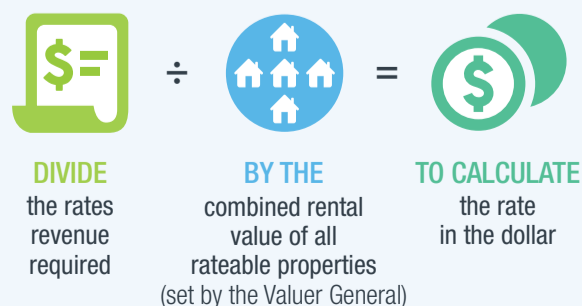 $=
÷
=
$
DIVIDE
the rates
revenue
required
BY THE
combined rental
value of all
rateable properties
(set by the Valuer General)
TO CALCULATE
the rate
in the dollar